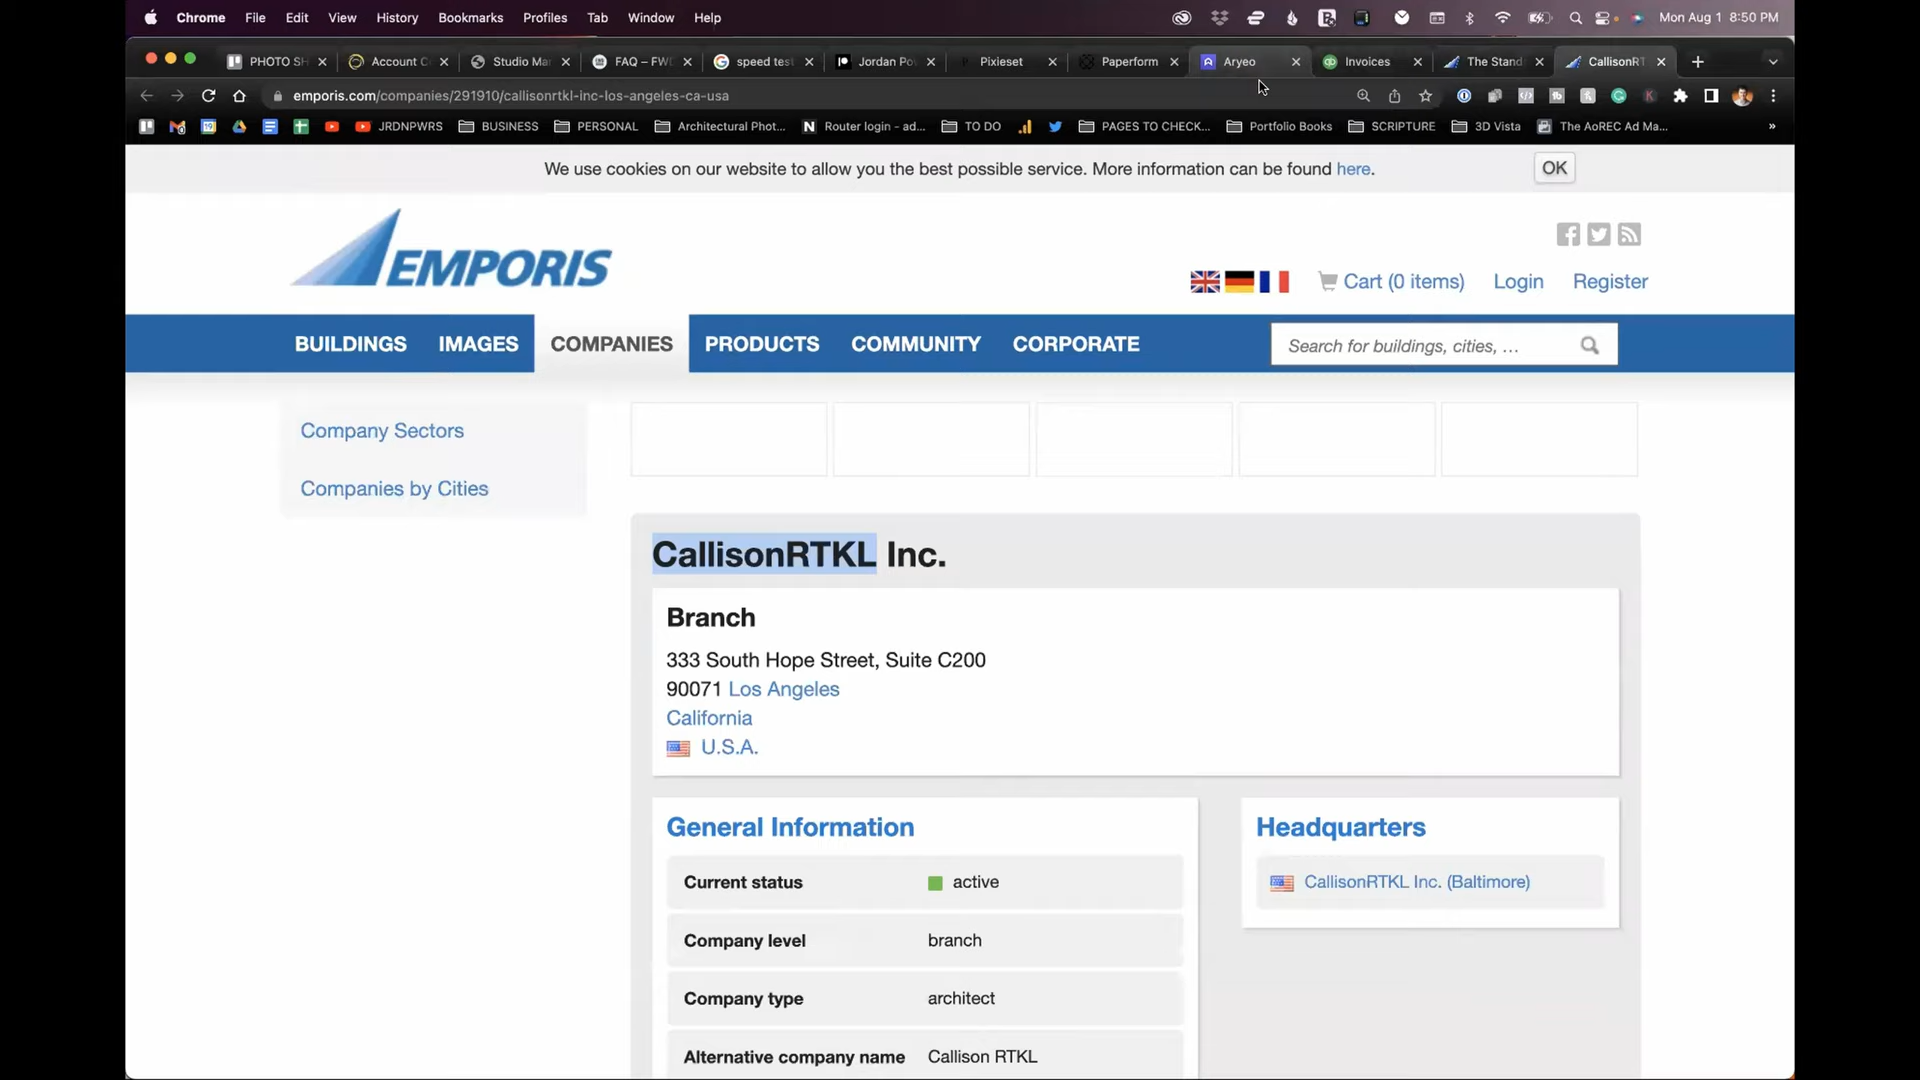 Chrome File Edit View History Bookmarks Profiles Tab Window Help Mon Aug 1 8:50 PM
PHOTO SH Account C Studio Ma FAQ – FW speed test Jordan Po Pixieset Paperform Aryeo Invoices The Stand CallisonRT
emporis.com/companies/291910/callisonrtkl-inc-los-angeles-ca-usa
JRDNPWRS BUSINESS PERSONAL Architectural Phot... Router login - ad... TO DO PAGES TO CHECK... Portfolio Books SCRIPTURE 3D Vista The AoREC Ad Ma... »
We use cookies on our website to allow you the best possible service. More information can be found here. OK
EMPORIS
Cart (0 items) Login Register
BUILDINGS IMAGES COMPANIES PRODUCTS COMMUNITY CORPORATE Search for buildings, cities, ...
Company Sectors
Companies by Cities
CallisonRTKL Inc.
Branch
333 South Hope Street, Suite C200
90071 Los Angeles
California
U.S.A.
General Information
Current status active
Company level branch
Company type architect
Alternative company name Callison RTKL
Headquarters
CallisonRTKL Inc. (Baltimore)